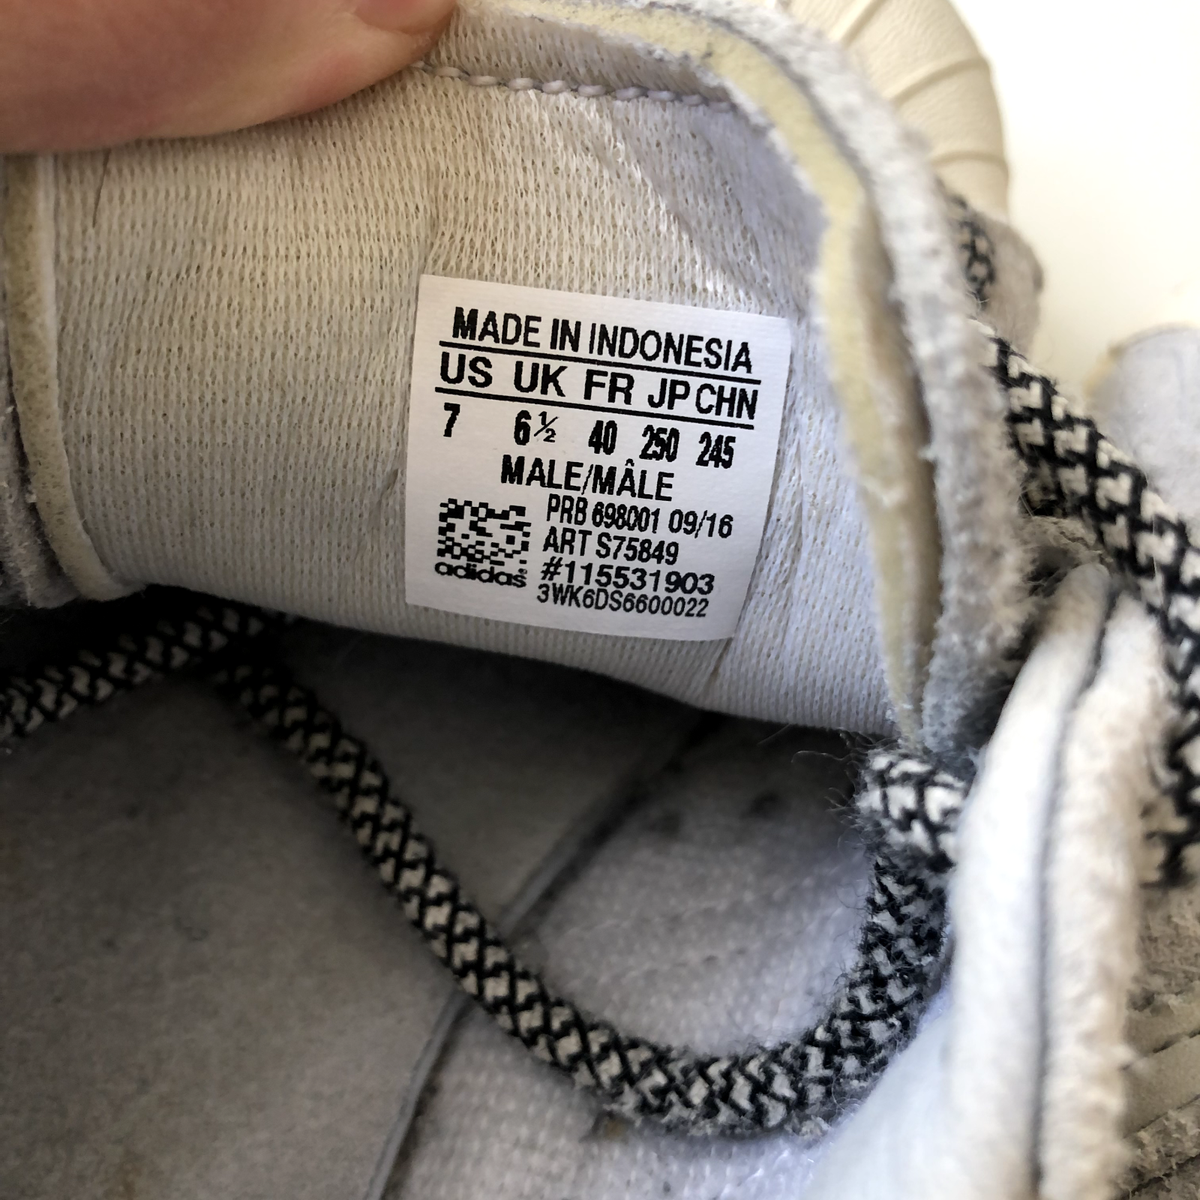 MADE IN INDONESIA
US UK FR JP CHN
7 6½ 40 250 245
MALE/MÂLE
PRB 698001 09/16
ART S75849
#115531903
adidas
3WK6DS6600022